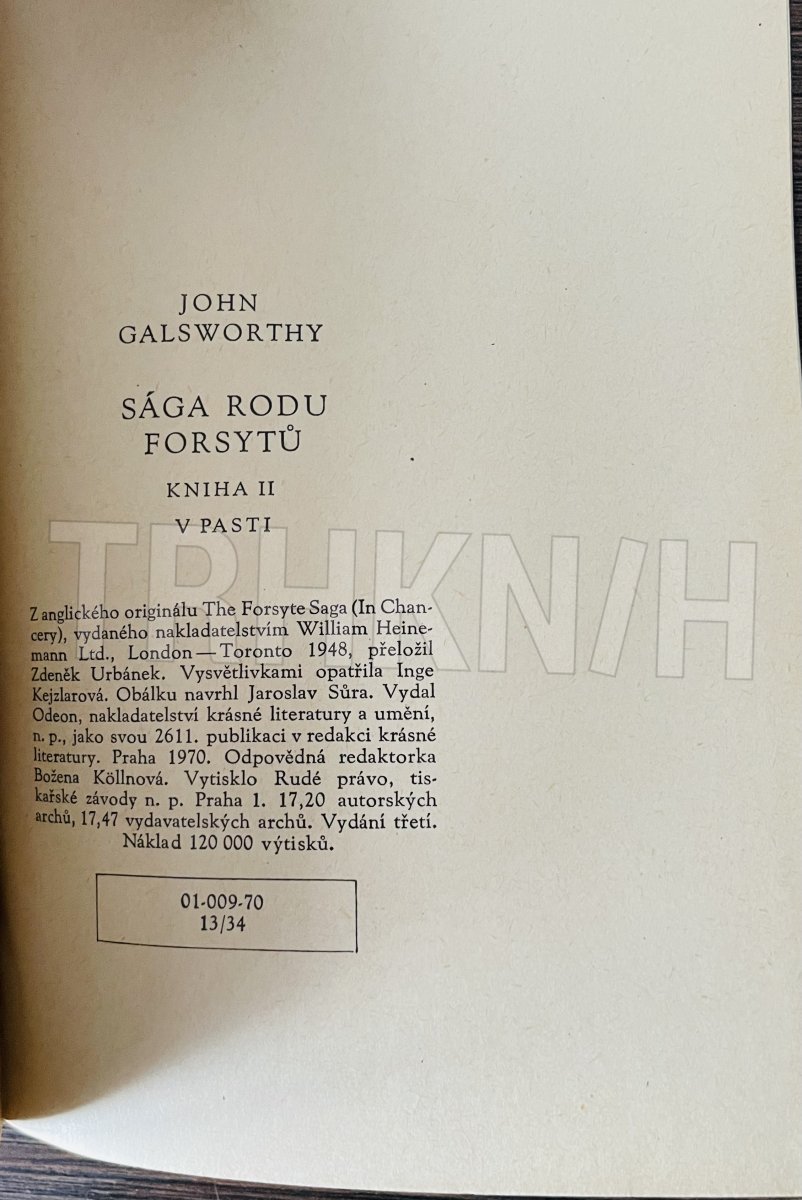 JOHN
GALSWORTHY
SÁGA RODU
FORSYTŮ
KNIHA II
V PASTI
TRHKN/H
Z anglického originálu The Forsyte Saga (In Chan-
cery), vydaného nakladatelstvím William Heine-
mann Ltd., London — Toronto 1948, přeložil
Zdeněk Urbánek. Vysvětlivkami opatřila Inge
Kejzlarová. Obálku navrhl Jaroslav Sůra. Vydal
Odeon, nakladatelství krásné literatury a umění,
n. p., jako svou 2611. publikaci v redakci krásné
literatury. Praha 1970. Odpovědná redaktorka
Božena Köllnová. Vytisklo Rudé právo, tis-
kařské závody n. p. Praha 1. 17,20 autorských
archů, 17,47 vydavatelských archů. Vydání třetí.
Náklad 120 000 výtisků.
01-009-70
13/34